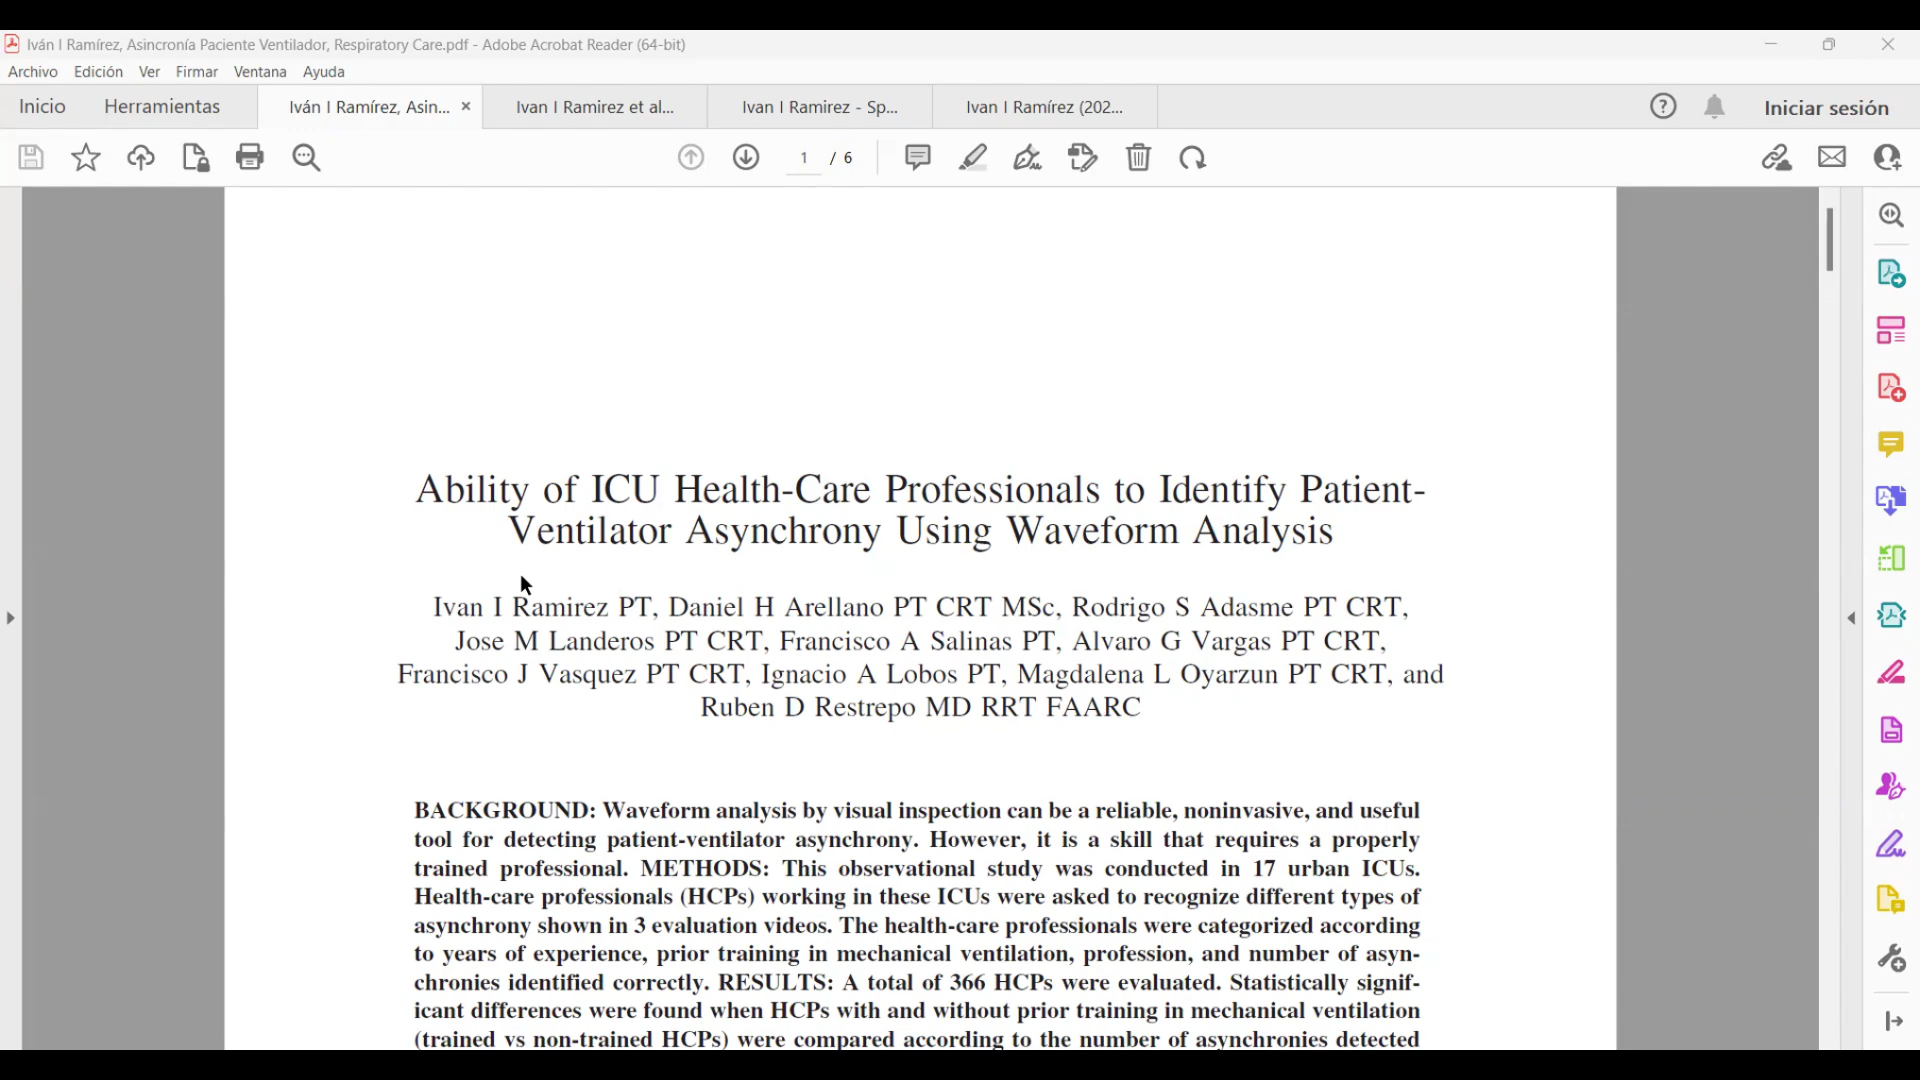 Iván I Ramírez, Asincronía Paciente Ventilador, Respiratory Care.pdf - Adobe Acrobat Reader (64-bit)
Archivo Edición Ver Firmar Ventana Ayuda
Inicio Herramientas Iván I Ramírez, Asin... Ivan I Ramirez et al... Ivan I Ramirez - Sp... Ivan I Ramírez (202... Iniciar sesión
1 / 6
Ability of ICU Health-Care Professionals to Identify Patient-
Ventilator Asynchrony Using Waveform Analysis
Ivan I Ramirez PT, Daniel H Arellano PT CRT MSc, Rodrigo S Adasme PT CRT,
Jose M Landeros PT CRT, Francisco A Salinas PT, Alvaro G Vargas PT CRT,
Francisco J Vasquez PT CRT, Ignacio A Lobos PT, Magdalena L Oyarzun PT CRT, and
Ruben D Restrepo MD RRT FAARC
BACKGROUND: Waveform analysis by visual inspection can be a reliable, noninvasive, and useful
tool for detecting patient-ventilator asynchrony. However, it is a skill that requires a properly
trained professional. METHODS: This observational study was conducted in 17 urban ICUs.
Health-care professionals (HCPs) working in these ICUs were asked to recognize different types of
asynchrony shown in 3 evaluation videos. The health-care professionals were categorized according
to years of experience, prior training in mechanical ventilation, profession, and number of asyn-
chronies identified correctly. RESULTS: A total of 366 HCPs were evaluated. Statistically signif-
icant differences were found when HCPs with and without prior training in mechanical ventilation
(trained vs non-trained HCPs) were compared according to the number of asynchronies detected